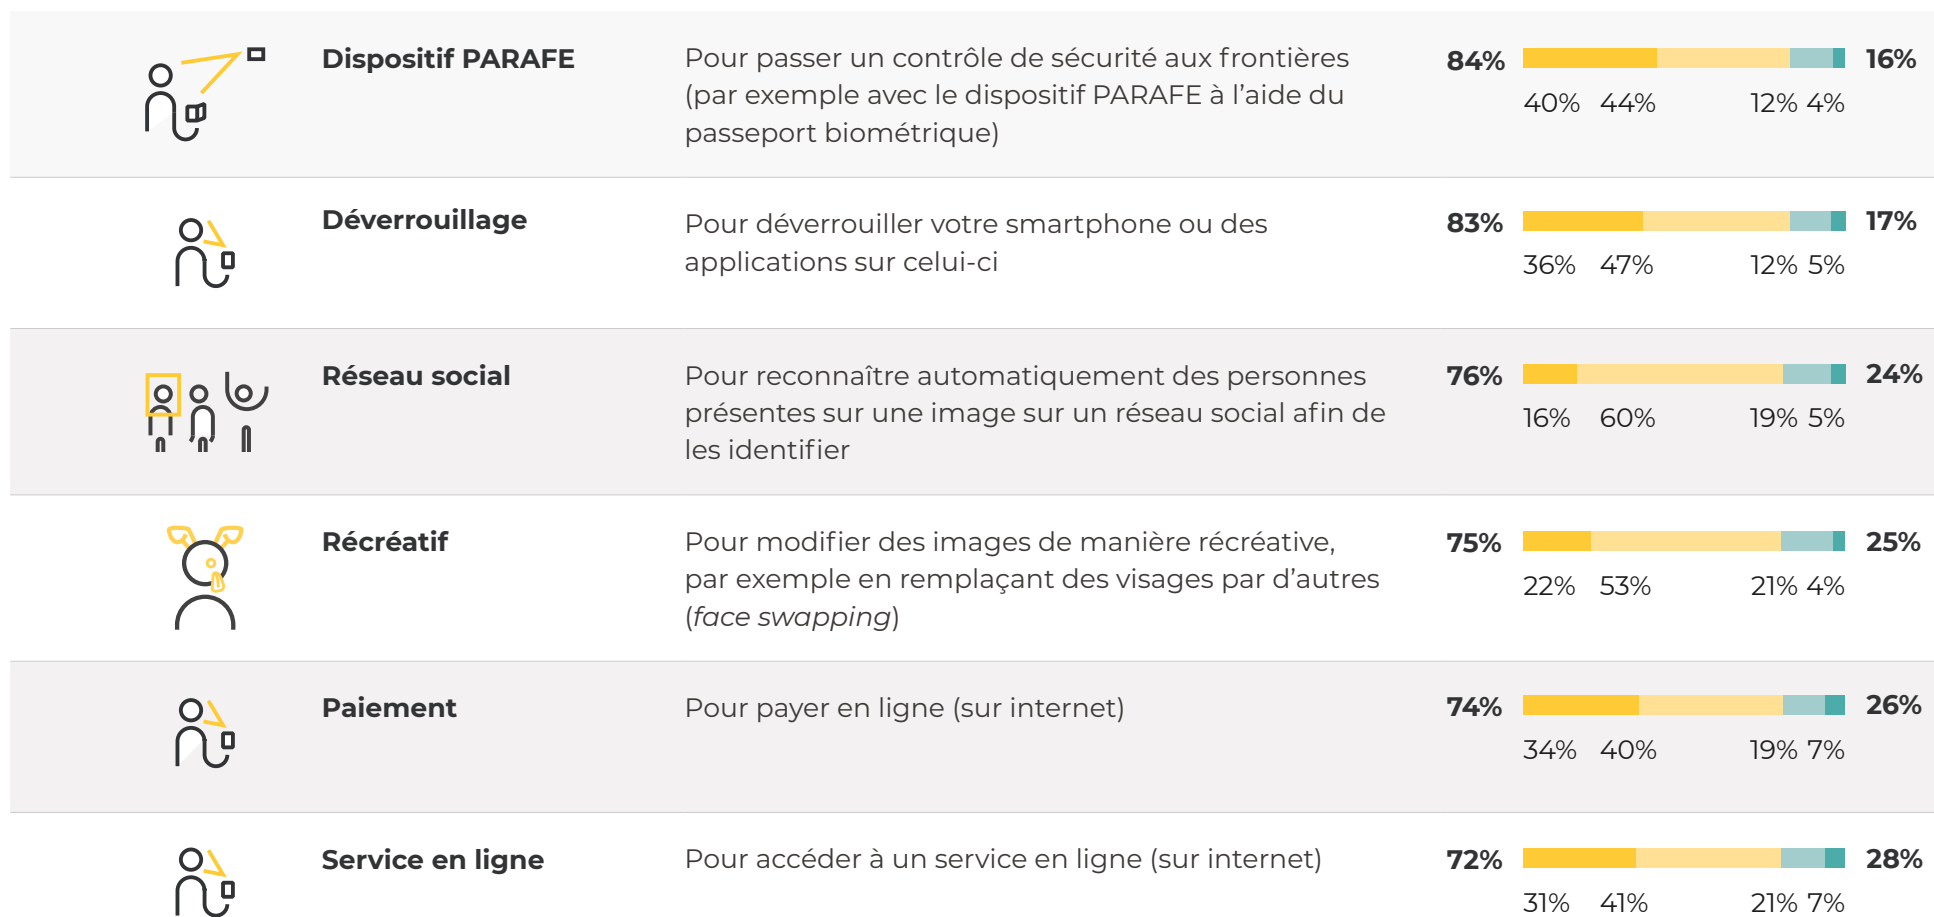 Dispositif PARAFE
Pour passer un contrôle de sécurité aux frontières
(par exemple avec le dispositif PARAFE à l’aide du
passeport biométrique)
84%
16%
40% 44% 12% 4%
Déverrouillage
Pour déverrouiller votre smartphone ou des
applications sur celui-ci
83%
17%
36% 47% 12% 5%
Réseau social
Pour reconnaître automatiquement des personnes
présentes sur une image sur un réseau social afin de
les identifier
76%
24%
16% 60% 19% 5%
Récréatif
Pour modifier des images de manière récréative,
par exemple en remplaçant des visages par d’autres
(face swapping)
75%
25%
22% 53% 21% 4%
Paiement
Pour payer en ligne (sur internet)
74%
26%
34% 40% 19% 7%
Service en ligne
Pour accéder à un service en ligne (sur internet)
72%
28%
31% 41% 21% 7%